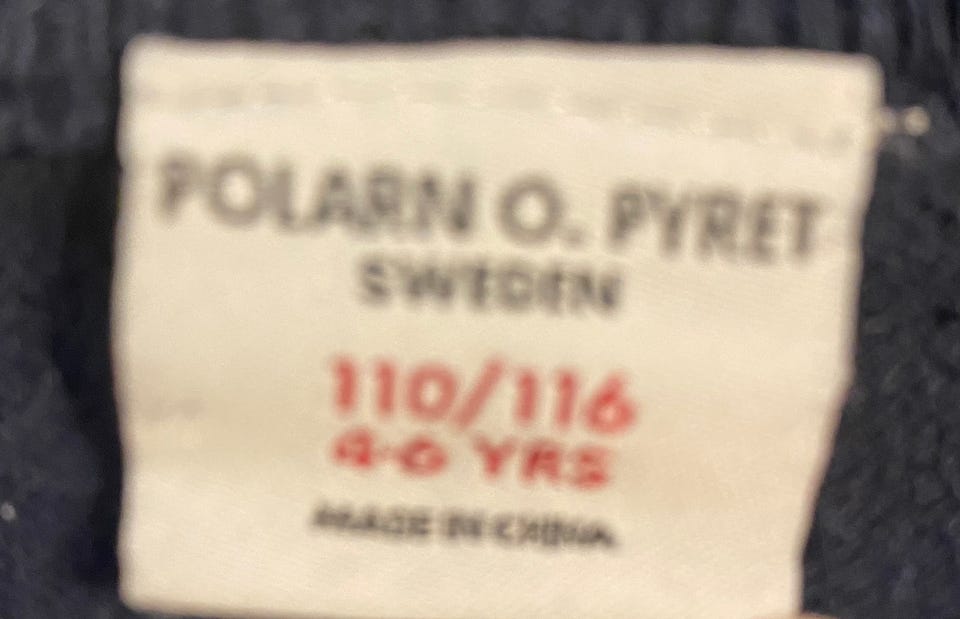 POLARN O. PYRET
SWEDEN
110/116
4-6 YRS
MADE IN CHINA